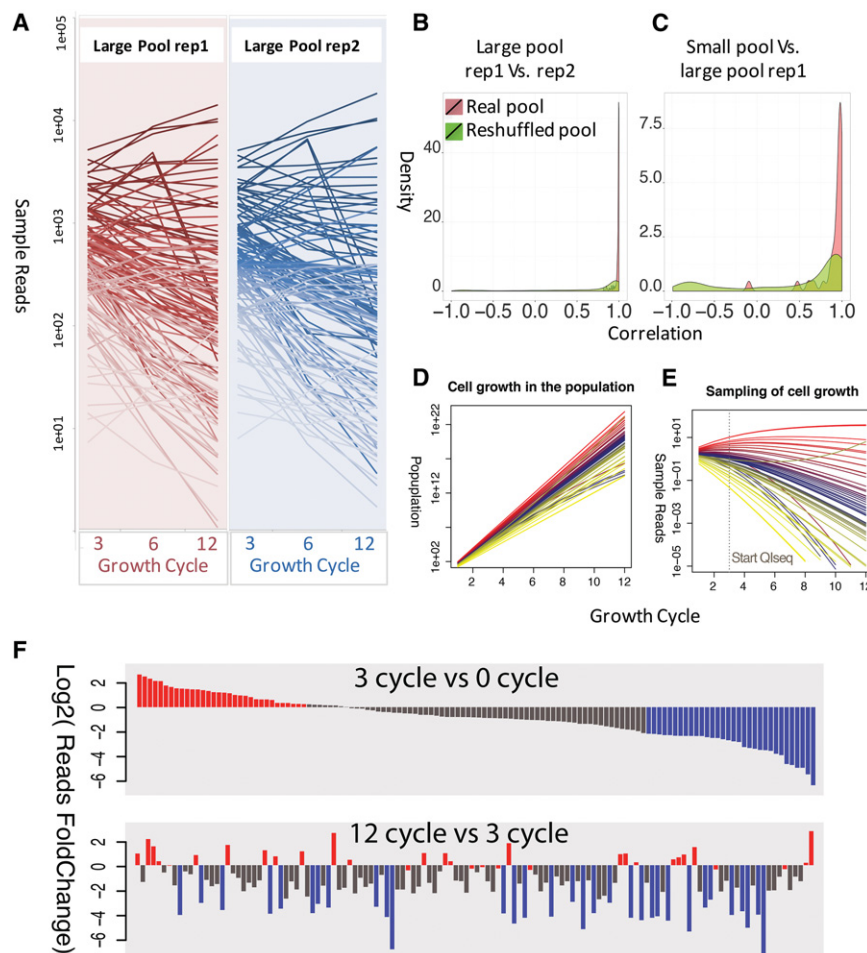 A
Large Pool rep1
Large Pool rep2
Sample Reads
1e+05
1e+04
1e+03
1e+02
1e+01
3 6 12
Growth Cycle
3 6 12
Growth Cycle
B
Large pool
rep1 Vs. rep2
Real pool
Reshuffled pool
Density
40
20
0
-1.0 -0.5 0.0 0.5 1.0
C
Small pool Vs.
large pool rep1
7.5
5.0
2.5
0.0
-1.0 -0.5 0.0 0.5 1.0
Correlation
D
Cell growth in the population
Popuplation
1e+22
1e+12
1e+02
2 4 6 8 10 12
E
Sampling of cell growth
Sample Reads
1e+01
1e-01
1e-03
1e-05
Start QIseq
2 4 6 8 10 12
Growth Cycle
F
Log2( Reads FoldChange)
3 cycle vs 0 cycle
2
0
-2
-4
-6
12 cycle vs 3 cycle
2
0
-2
-4
-6